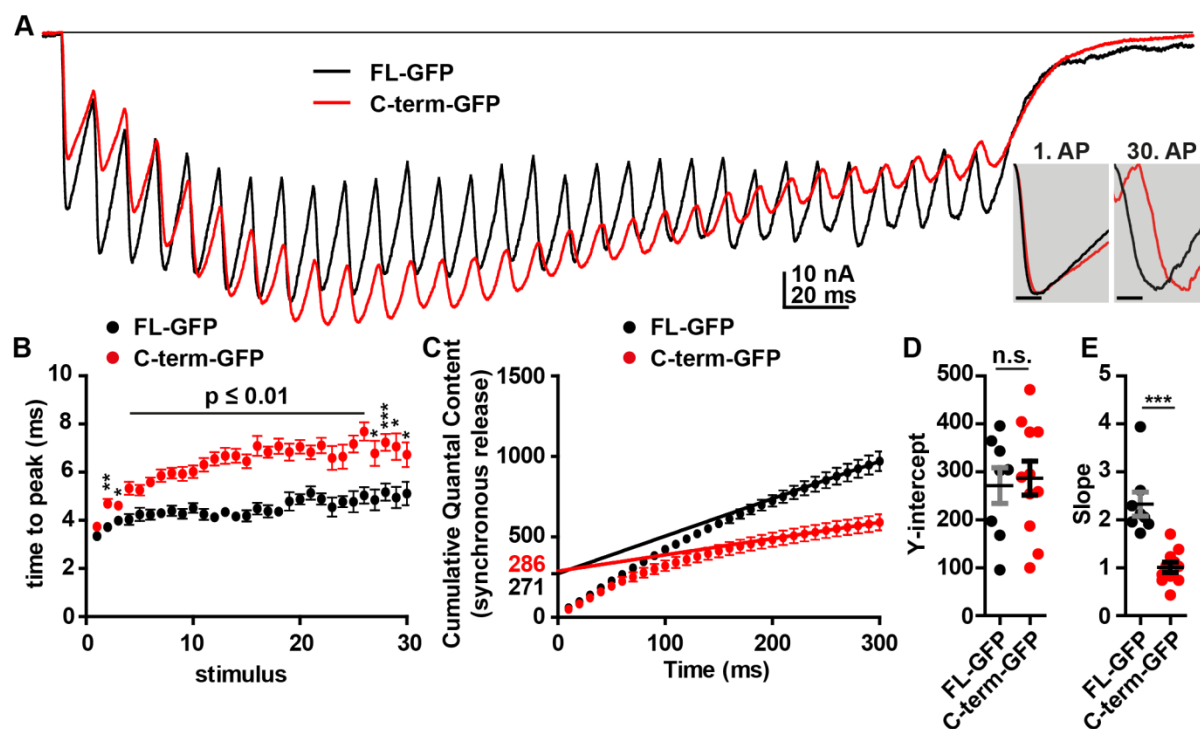 A
FL-GFP
C-term-GFP
1. AP
30. AP
10 nA
20 ms
B
FL-GFP
C-term-GFP
p ≤ 0.01
**
*
*
***
*
*
time to peak (ms)
10
8
6
4
2
0
0
10
20
30
stimulus
C
FL-GFP
C-term-GFP
Cumulative Quantal Content
(synchronous release)
1500
1000
500
286
271
0
0
100
200
300
Time (ms)
D
n.s.
Y-intercept
500
400
300
200
100
0
FL-GFP
C-term-GFP
E
***
Slope
5
4
3
2
1
0
FL-GFP
C-term-GFP